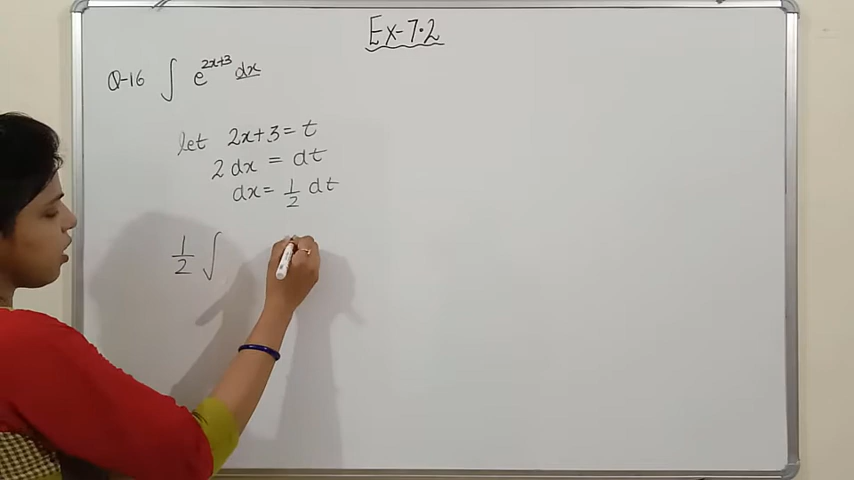 Ex-7.2
Q-16 ∫ e^{2x+3} dx
let 2x+3 = t
2 dx = dt
dx = 1/2 dt
1/2 ∫